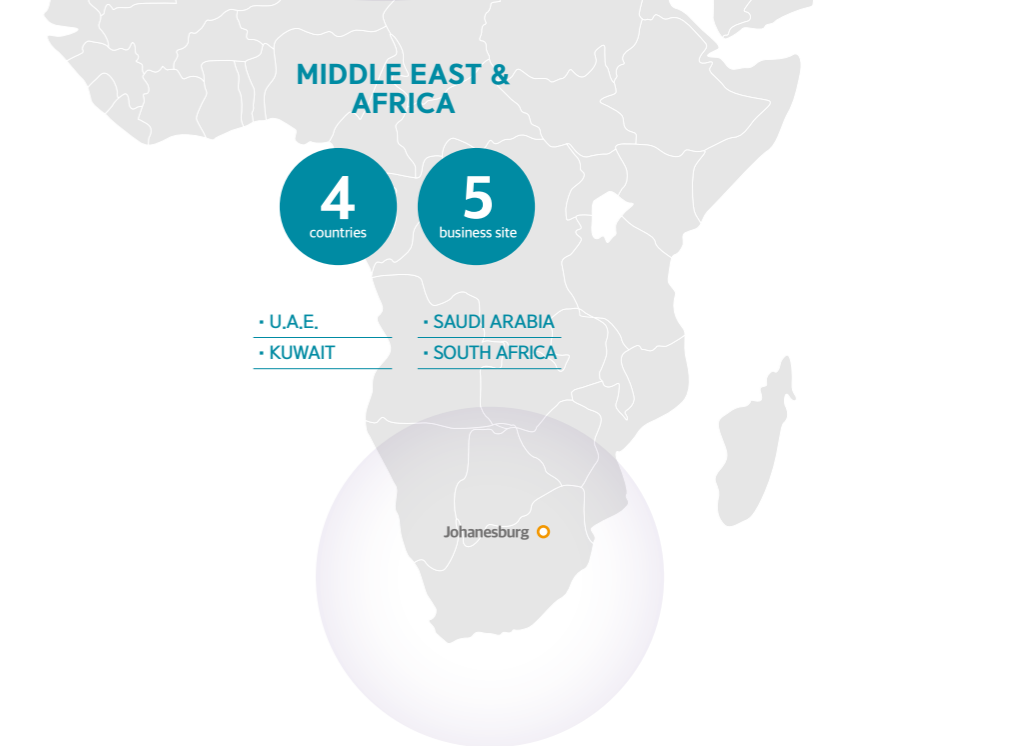 MIDDLE EAST &
AFRICA
4
countries
5
business site
· U.A.E.
· SAUDI ARABIA
· KUWAIT
· SOUTH AFRICA
Johanesburg